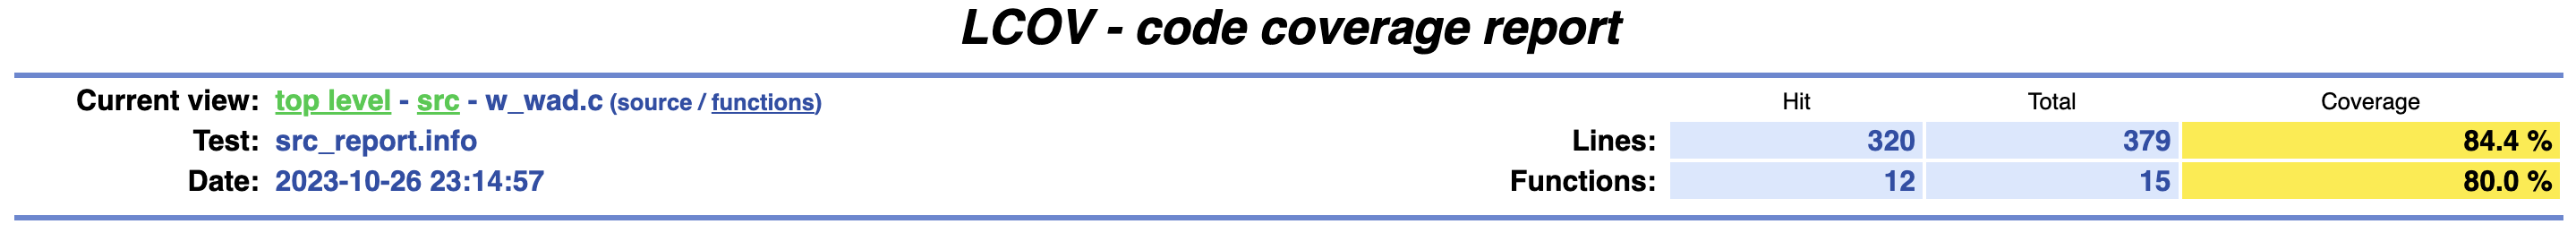 LCOV - code coverage report
Current view: top level - src - w_wad.c (source / functions) Hit Total Coverage
Test: src_report.info Lines: 320 379 84.4 %
Date: 2023-10-26 23:14:57 Functions: 12 15 80.0 %